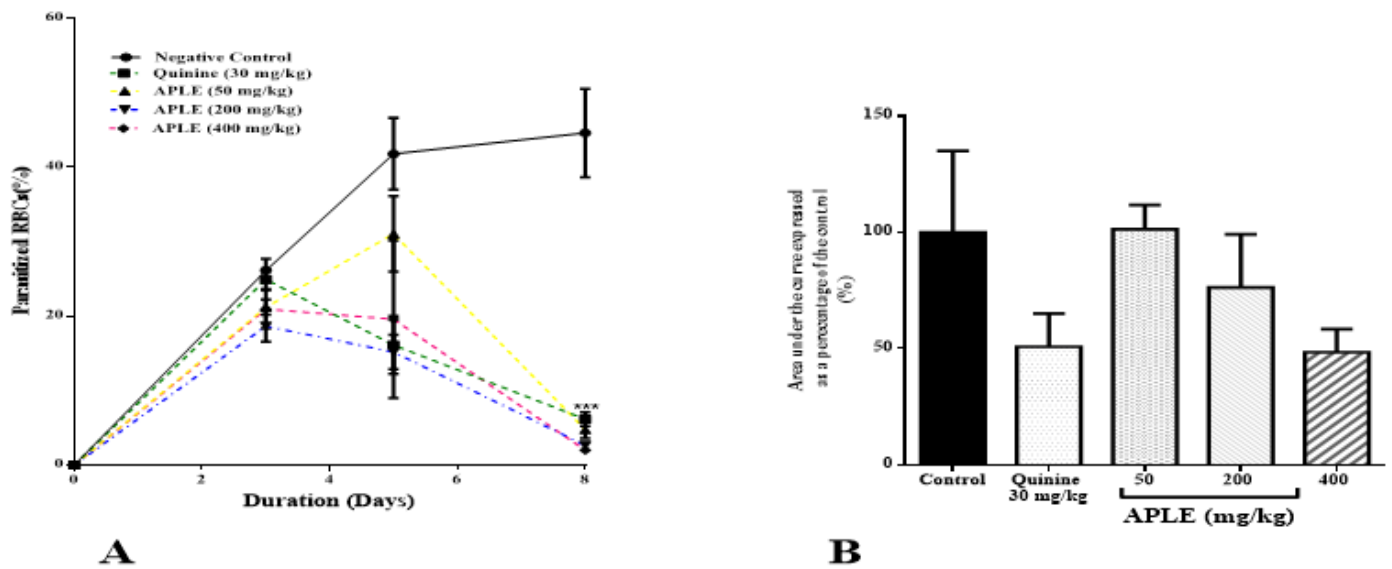 60
40
20
0
Parasitized RBCs(%)
Negative Control
Quinine (30 mg/kg)
APLE (50 mg/kg)
APLE (200 mg/kg)
APLE (400 mg/kg)
***
0
2
4
6
8
Duration (Days)
A
150
100
50
0
Area under the curve expressed
as a percentage of the control
(%)
Control
Quinine
30 mg/kg
50
200
400
APLE (mg/kg)
B